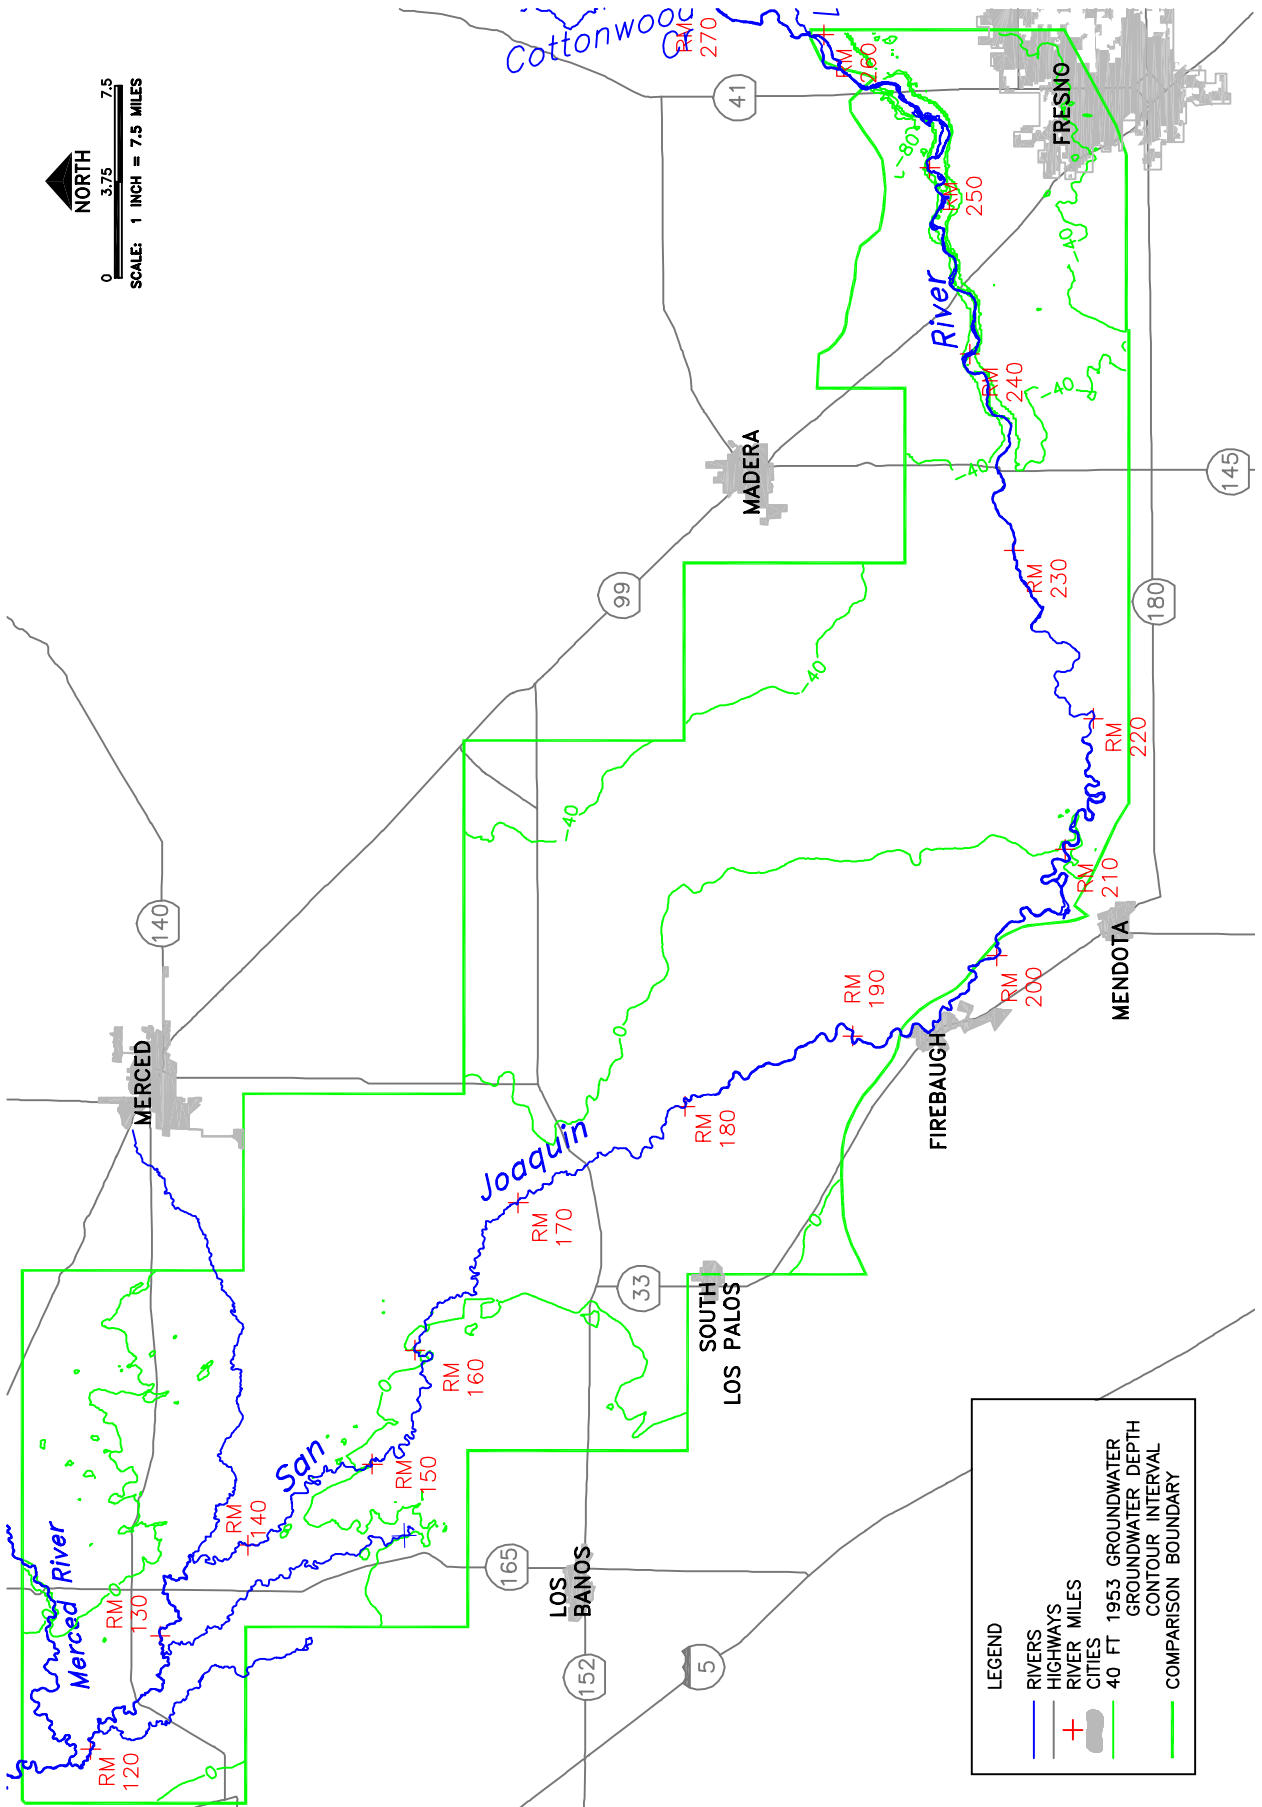 NORTH
0 3.75 7.5
SCALE: 1 INCH = 7.5 MILES
Cottonwood
Cr
RM
270
RM
260
L
41
FRESNO
-80
RM
250
-40
River
RM
240
-40
MADERA
-40
145
99
RM
230
180
-40
RM
220
-40
140
RM
210
MENDOTA
MERCED
0
RM
200
RM
190
FIREBAUGH
RM
180
Joaquin
RM
170
0
33
SOUTH
LOS PALOS
RM
160
0
San
RM
150
RM
140
165
LOS
BANOS
Merced River
0
RM
130
152
5
RM
120
0
LEGEND
RIVERS
HIGHWAYS
RIVER MILES
CITIES
40 FT 1953 GROUNDWATER
GROUNDWATER DEPTH
CONTOUR INTERVAL
COMPARISON BOUNDARY